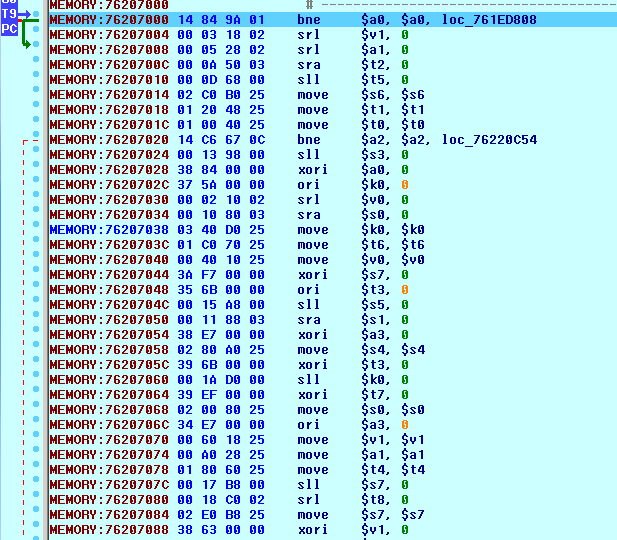 T9
PC
MEMORY:76207000 # --------------------------------
MEMORY:76207000 14 84 9A 01 bne $a0, $a0, loc_761ED808
MEMORY:76207004 00 03 18 02 srl $v1, 0
MEMORY:76207008 00 05 28 02 srl $a1, 0
MEMORY:7620700C 00 0A 50 03 sra $t2, 0
MEMORY:76207010 00 0D 68 00 sll $t5, 0
MEMORY:76207014 02 C0 B0 25 move $s6, $s6
MEMORY:76207018 01 20 48 25 move $t1, $t1
MEMORY:7620701C 01 00 40 25 move $t0, $t0
MEMORY:76207020 14 C6 67 0C bne $a2, $a2, loc_76220C54
MEMORY:76207024 00 13 98 00 sll $s3, 0
MEMORY:76207028 38 84 00 00 xori $a0, 0
MEMORY:7620702C 37 5A 00 00 ori $k0, 0
MEMORY:76207030 00 02 10 02 srl $v0, 0
MEMORY:76207034 00 10 80 03 sra $s0, 0
MEMORY:76207038 03 40 D0 25 move $k0, $k0
MEMORY:7620703C 01 C0 70 25 move $t6, $t6
MEMORY:76207040 00 40 10 25 move $v0, $v0
MEMORY:76207044 3A F7 00 00 xori $s7, 0
MEMORY:76207048 35 6B 00 00 ori $t3, 0
MEMORY:7620704C 00 15 A8 00 sll $s5, 0
MEMORY:76207050 00 11 88 03 sra $s1, 0
MEMORY:76207054 38 E7 00 00 xori $a3, 0
MEMORY:76207058 02 80 A0 25 move $s4, $s4
MEMORY:7620705C 39 6B 00 00 xori $t3, 0
MEMORY:76207060 00 1A D0 00 sll $k0, 0
MEMORY:76207064 39 EF 00 00 xori $t7, 0
MEMORY:76207068 02 00 80 25 move $s0, $s0
MEMORY:7620706C 34 E7 00 00 ori $a3, 0
MEMORY:76207070 00 60 18 25 move $v1, $v1
MEMORY:76207074 00 A0 28 25 move $a1, $a1
MEMORY:76207078 01 80 60 25 move $t4, $t4
MEMORY:7620707C 00 17 B8 00 sll $s7, 0
MEMORY:76207080 00 18 C0 02 srl $t8, 0
MEMORY:76207084 02 E0 B8 25 move $s7, $s7
MEMORY:76207088 38 63 00 00 xori $v1, 0